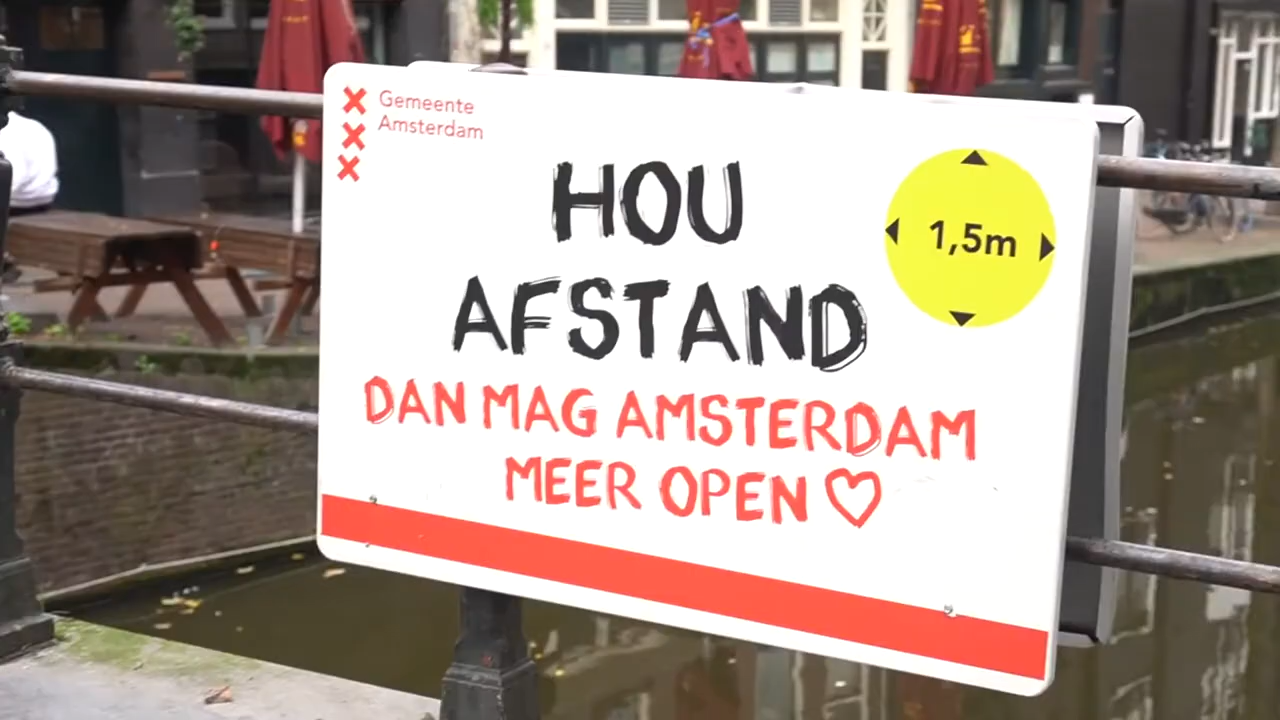 Gemeente
Amsterdam
HOU
AFSTAND
1,5m
DAN MAG AMSTERDAM
MEER OPEN